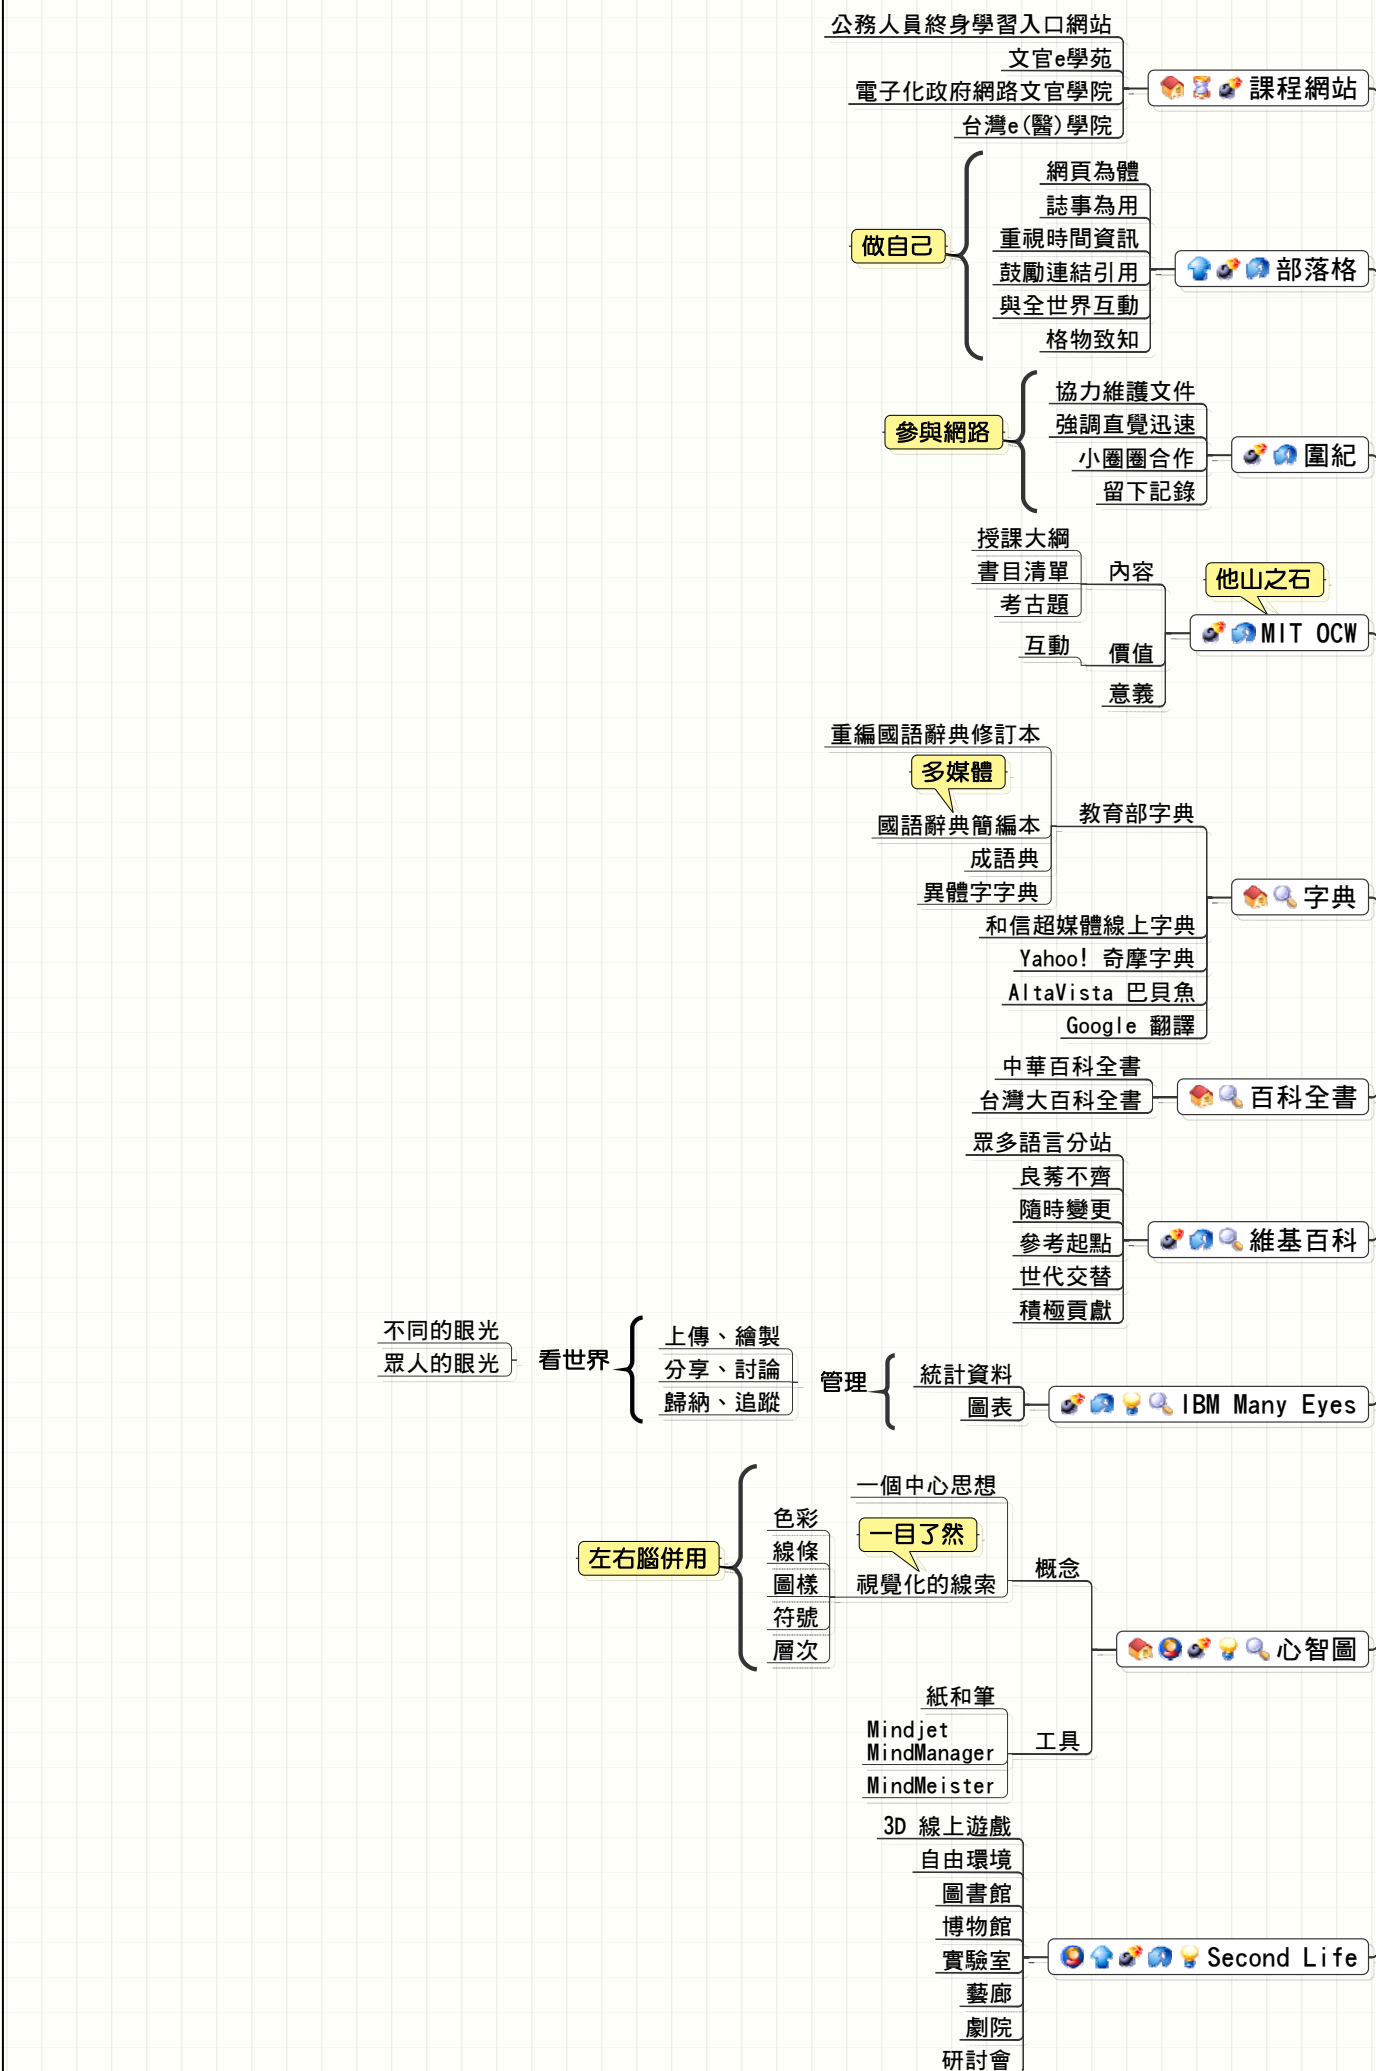 公務人員終身學習入口網站
文官e學苑
電子化政府網路文官學院
台灣e(醫)學院
課程網站
網頁為體
誌事為用
重視時間資訊
鼓勵連結引用
與全世界互動
格物致知
做自己
部落格
協力維護文件
強調直覺迅速
小圈圈合作
留下記錄
參與網路
圍紀
授課大綱
書目清單
考古題
內容
互動
價值
意義
他山之石
MIT OCW
重編國語辭典修訂本
多媒體
國語辭典簡編本
成語典
異體字字典
教育部字典
和信超媒體線上字典
Yahoo! 奇摩字典
AltaVista 巴貝魚
Google 翻譯
字典
中華百科全書
台灣大百科全書
百科全書
眾多語言分站
良莠不齊
隨時變更
參考起點
世代交替
積極貢獻
維基百科
不同的眼光
眾人的眼光
看世界
上傳、繪製
分享、討論
歸納、追蹤
管理
統計資料
圖表
IBM Many Eyes
一個中心思想
色彩
線條
圖樣
符號
層次
左右腦併用
一目了然
視覺化的線索
概念
紙和筆
Mindjet
MindManager
MindMeister
工具
心智圖
3D 線上遊戲
自由環境
圖書館
博物館
實驗室
藝廊
劇院
研討會
Second Life